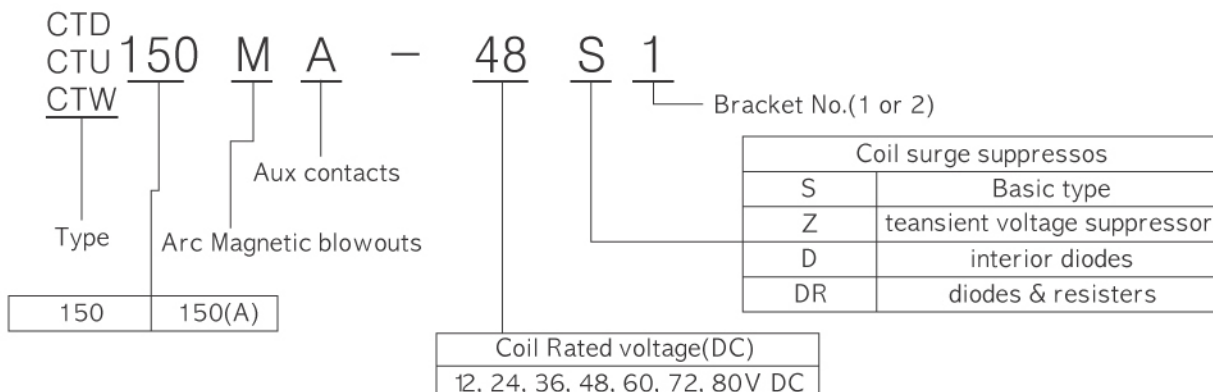 CTD
CTU
CTW
150 M A - 48 S 1
Bracket No.(1 or 2)
Aux contacts
Type
Arc Magnetic blowouts
150 150(A)
Coil surge suppressos
S Basic type
Z teansient voltage suppressor
D interior diodes
DR diodes & resisters
Coil Rated voltage(DC)
12, 24, 36, 48, 60, 72, 80V DC